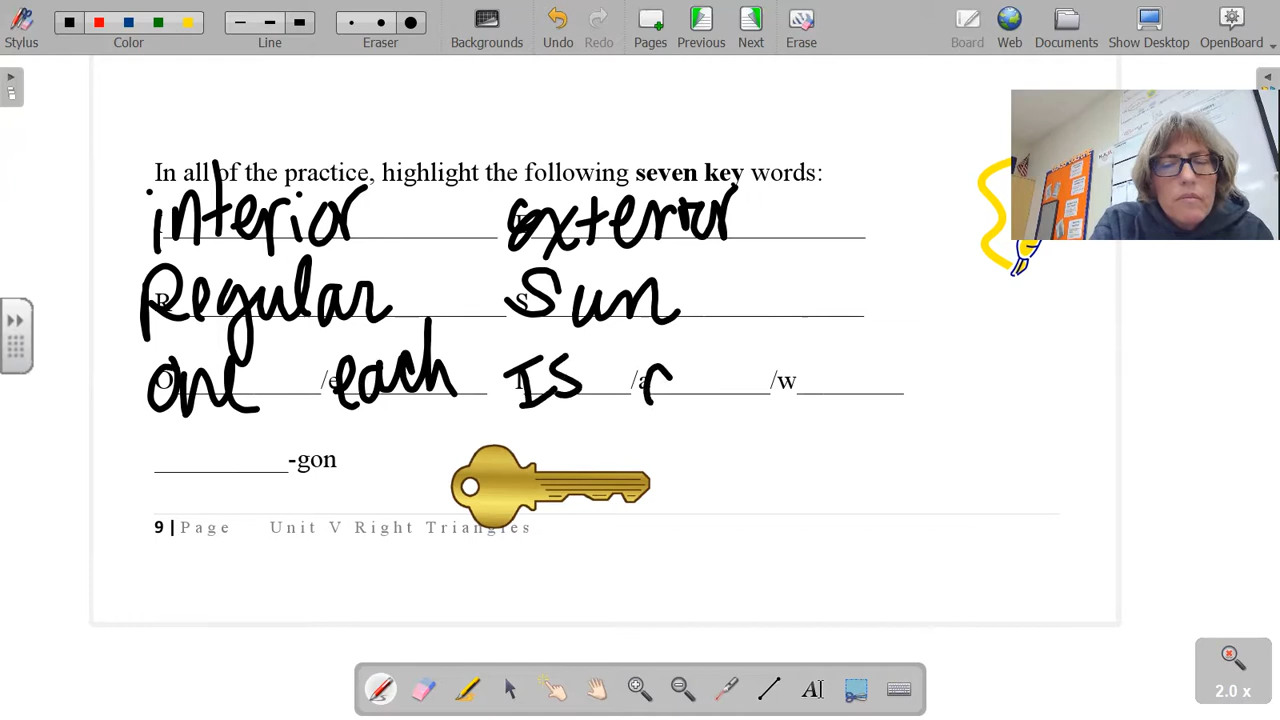 Stylus
Color
Line
Eraser
Backgrounds
Undo
Redo
Pages
Previous
Next
Erase
Board
Web
Documents
Show Desktop
OpenBoard
In all of the practice, highlight the following seven key words:
interior exterior
Regular Sum
one /each Is /a /w
-gon
9 | Page Unit V Right Triangles
2.0 x